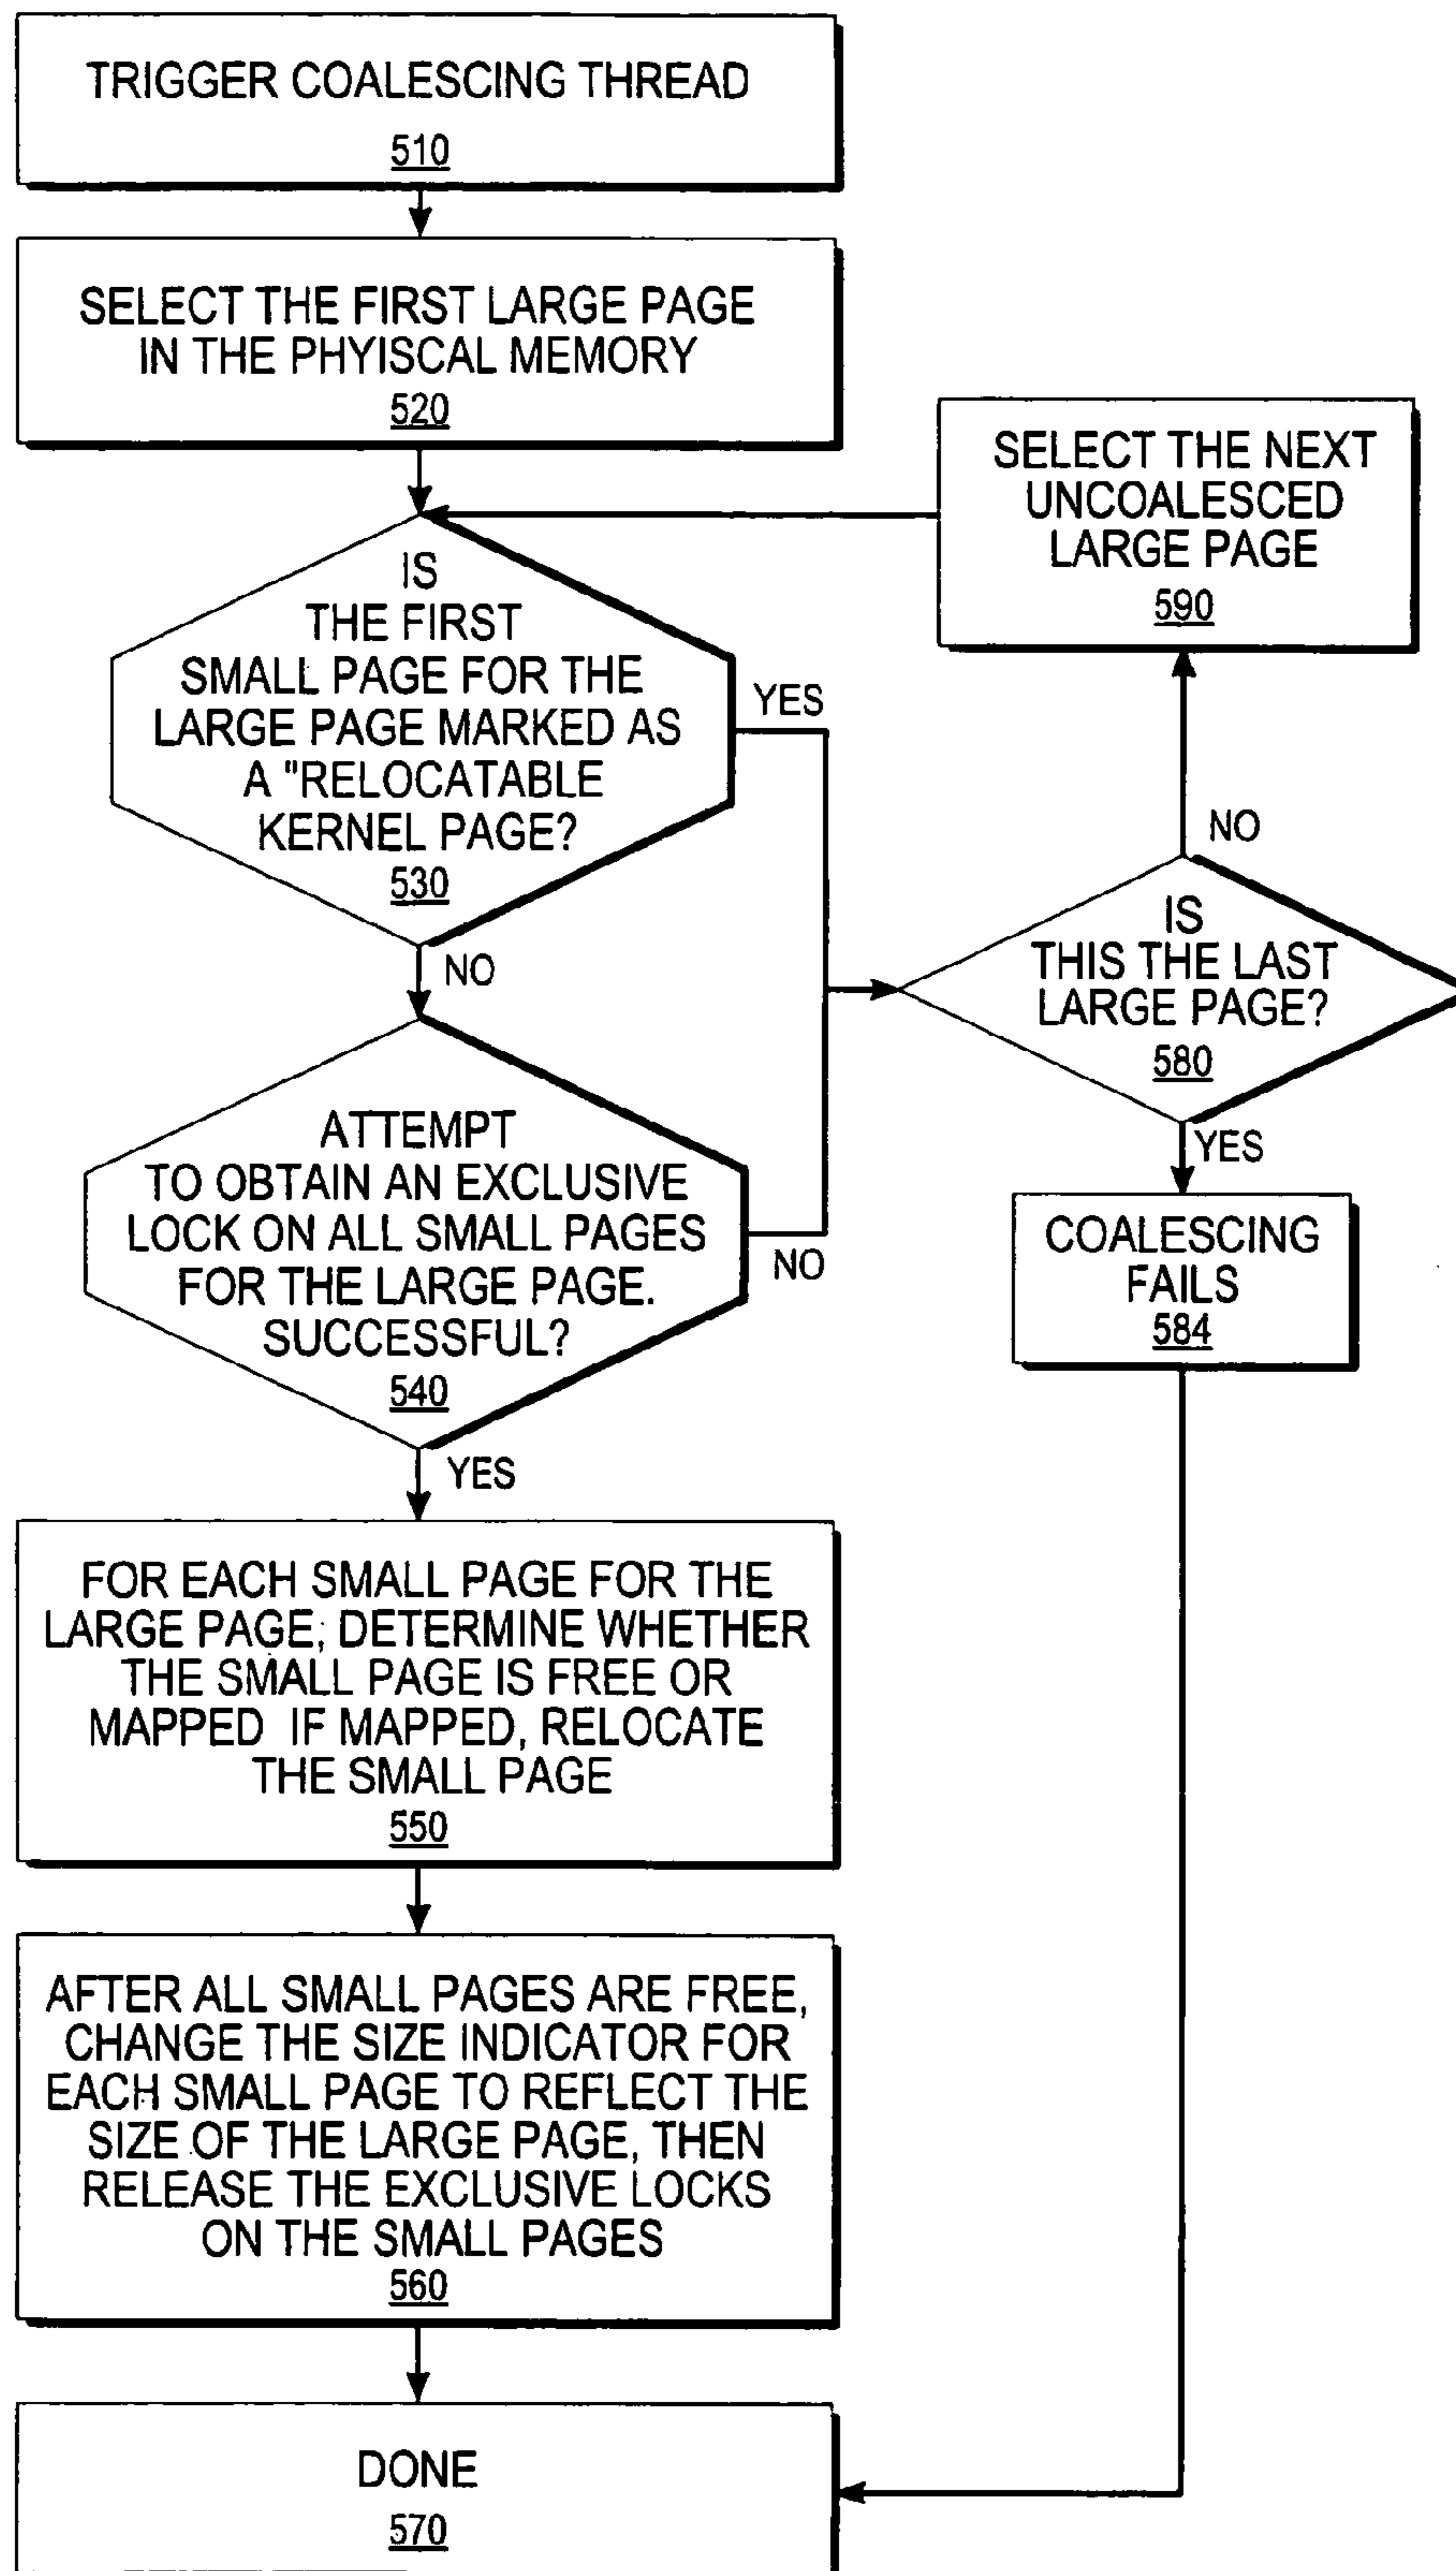 TRIGGER COALESCING THREAD
510
SELECT THE FIRST LARGE PAGE
IN THE PHYISCAL MEMORY
520
SELECT THE NEXT
UNCOALESCED
LARGE PAGE
590
IS
THE FIRST
SMALL PAGE FOR THE
LARGE PAGE MARKED AS
A "RELOCATABLE
KERNEL PAGE?
530
YES
NO
NO
IS
THIS THE LAST
LARGE PAGE?
580
YES
ATTEMPT
TO OBTAIN AN EXCLUSIVE
LOCK ON ALL SMALL PAGES
FOR THE LARGE PAGE.
SUCCESSFUL?
540
NO
YES
COALESCING
FAILS
584
FOR EACH SMALL PAGE FOR THE
LARGE PAGE; DETERMINE WHETHER
THE SMALL PAGE IS FREE OR
MAPPED IF MAPPED, RELOCATE
THE SMALL PAGE
550
AFTER ALL SMALL PAGES ARE FREE,
CHANGE THE SIZE INDICATOR FOR
EACH SMALL PAGE TO REFLECT THE
SIZE OF THE LARGE PAGE, THEN
RELEASE THE EXCLUSIVE LOCKS
ON THE SMALL PAGES
560
DONE
570